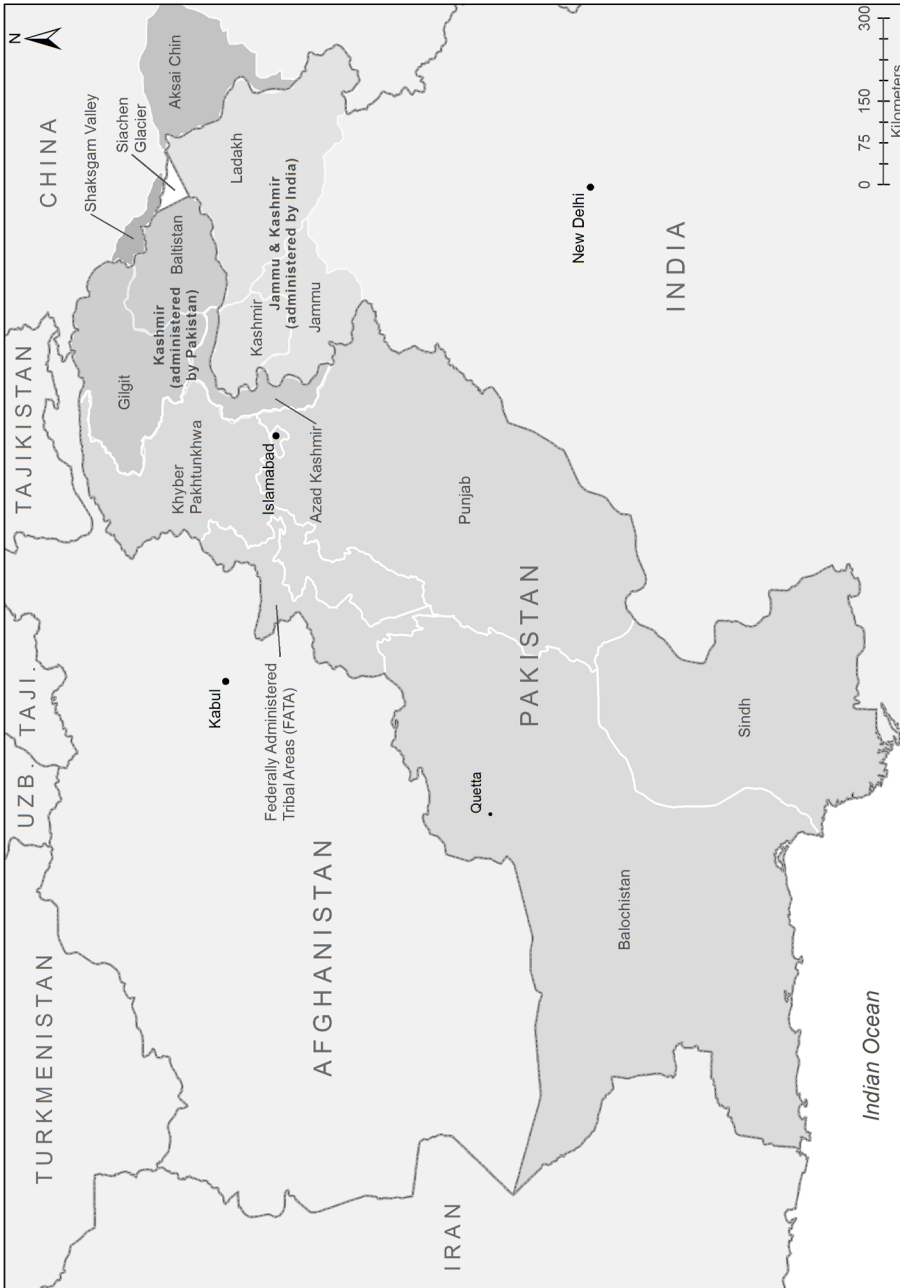 N
TURKMENISTAN
UZB.
TAJI.
TAJIKISTAN
CHINA
Shaksgam Valley
Siachen
Glacier
Aksai Chin
Gilgit
Baltistan
Kashmir
(administered
by Pakistan)
Ladakh
Jammu & Kashmir
(administered by India)
Kashmir
Jammu
Khyber
Pakhtunkhwa
Islamabad
Azad Kashmir
Kabul
Federally Administered
Tribal Areas (FATA)
AFGHANISTAN
Punjab
PAKISTAN
Quetta
New Delhi
INDIA
IRAN
Balochistan
Sindh
Indian Ocean
0 75 150 300
Kilometers